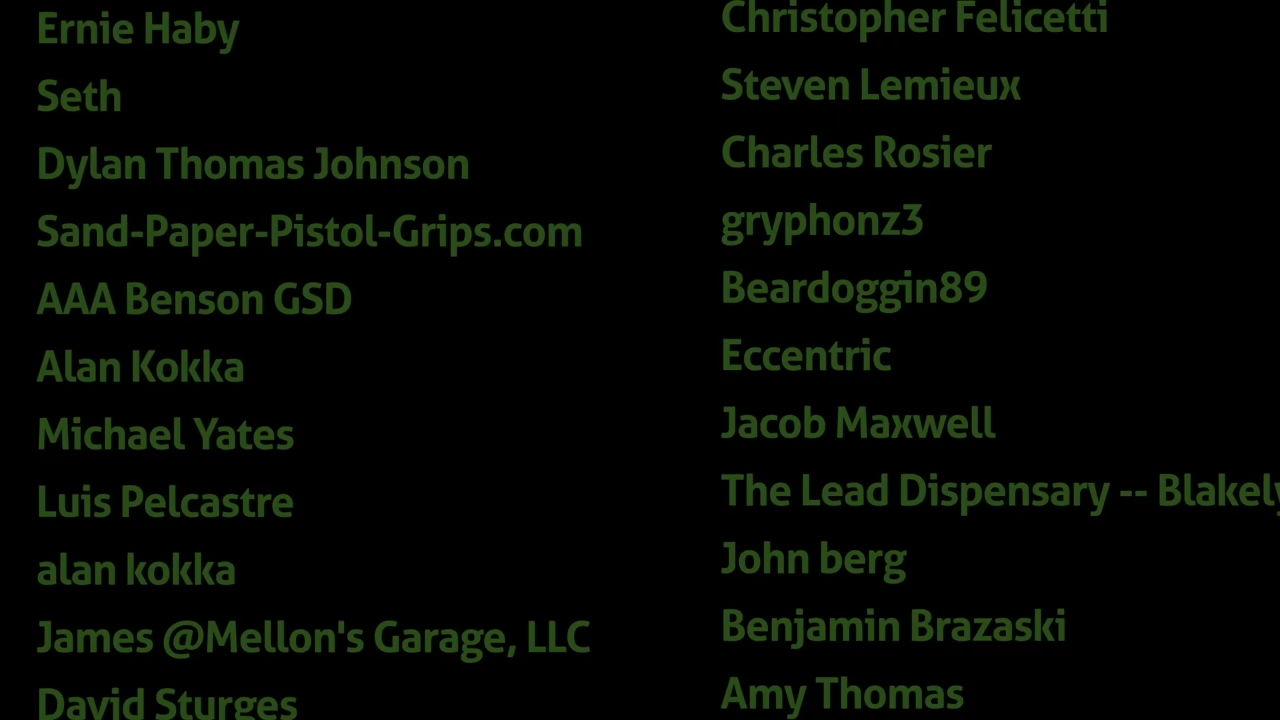 Ernie Haby
Seth
Dylan Thomas Johnson
Sand-Paper-Pistol-Grips.com
AAA Benson GSD
Alan Kokka
Michael Yates
Luis Pelcastre
alan kokka
James @Mellon's Garage, LLC
David Sturges
Christopher Felicetti
Steven Lemieux
Charles Rosier
gryphonz3
Beardoggin89
Eccentric
Jacob Maxwell
The Lead Dispensary -- Blakely
John berg
Benjamin Brazaski
Amy Thomas